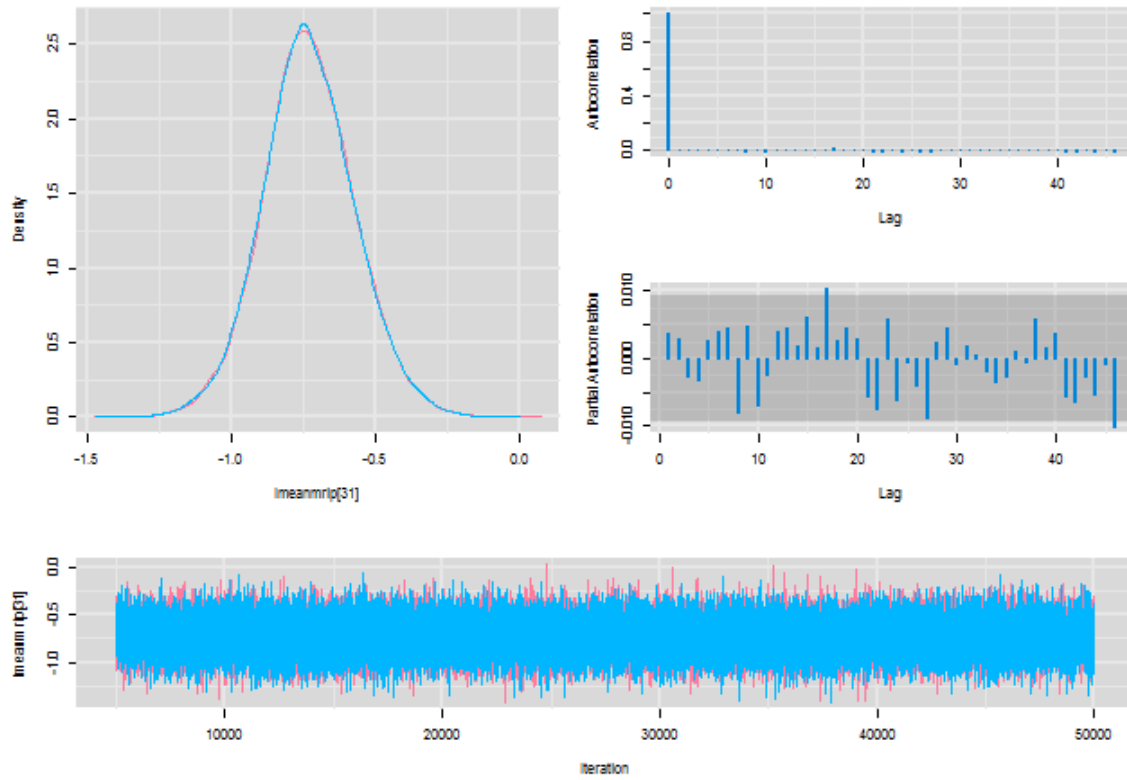 Density
2.5
2.0
1.5
1.0
0.5
0.0
-1.5 -1.0 -0.5 0.0
lmeanmrip[31]
Autocorrelation
0.8
0.4
0.0
0 10 20 30 40
Lag
Partial Autocorrelation
0.010
0.000
-0.010
0 10 20 30 40
Lag
lmeanmrip[31]
0.0
-0.5
-1.0
10000 20000 30000 40000 50000
Iteration